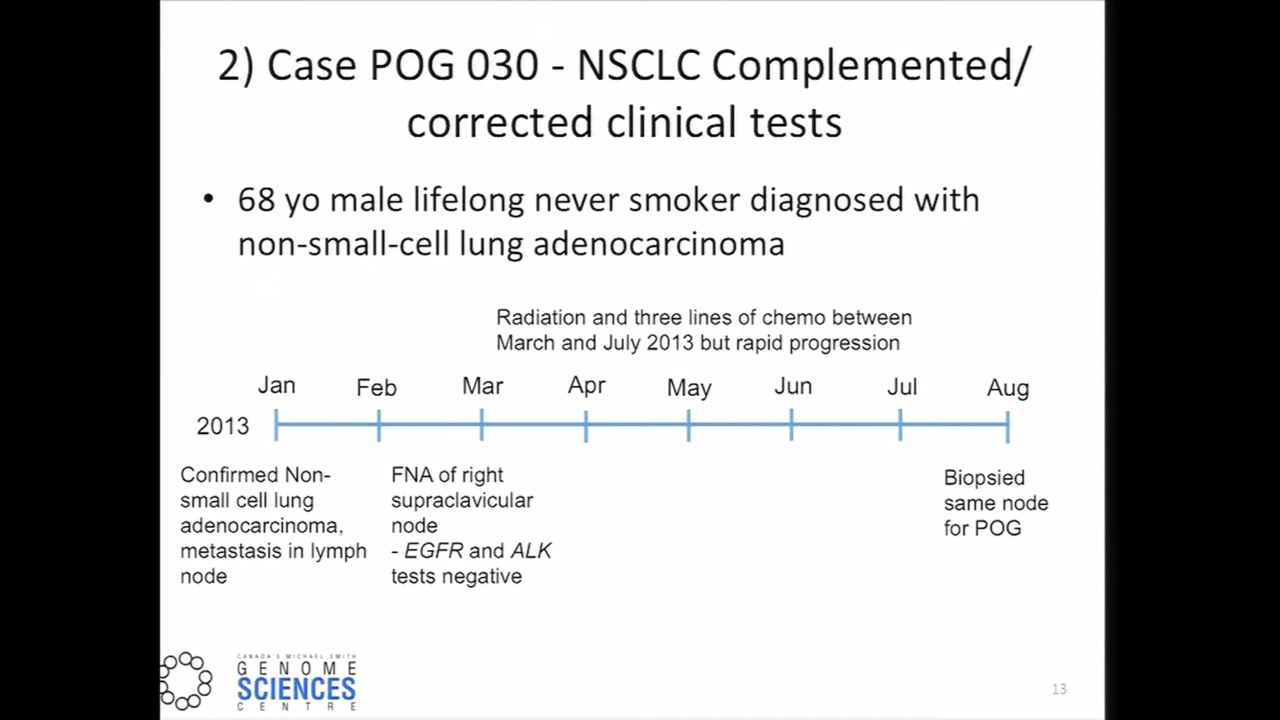 2) Case POG 030 - NSCLC Complemented/
corrected clinical tests
• 68 yo male lifelong never smoker diagnosed with
non-small-cell lung adenocarcinoma
Radiation and three lines of chemo between
March and July 2013 but rapid progression
Jan Feb Mar Apr May Jun Jul Aug
2013
Confirmed Non-
small cell lung
adenocarcinoma,
metastasis in lymph
node
FNA of right
supraclavicular
node
- EGFR and ALK
tests negative
Biopsied
same node
for POG
CANADA'S MICHAEL SMITH
GENOME
SCIENCES
CENTRE
13